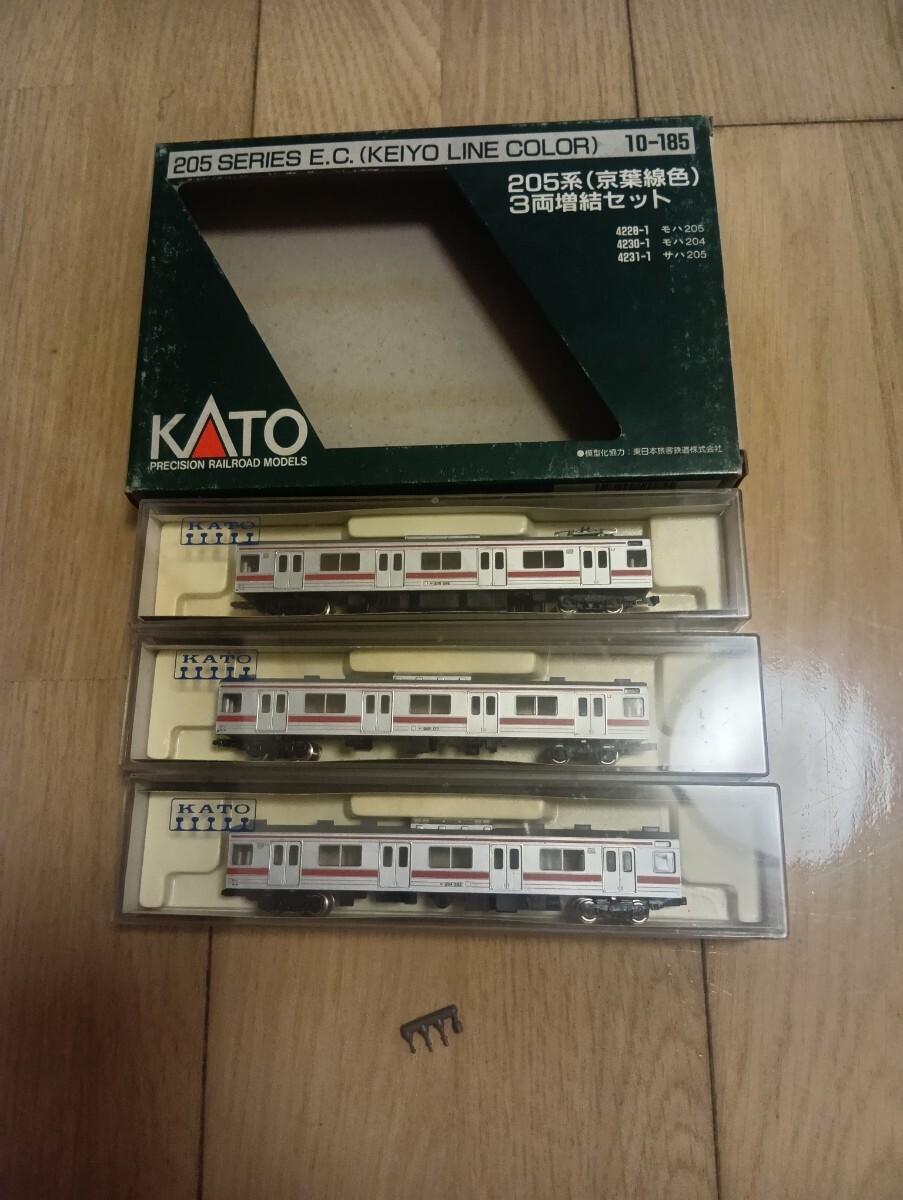 205 SERIES E.C. (KEIYO LINE COLOR) 10-185
205系(京葉線色)
3両増結セット
4228-1 モハ205
4230-1 モハ204
4231-1 サハ205
KATO
PRECISION RAILROAD MODELS
●模型化協力:東日本旅客鉄道株式会社
KATO
KATO
KATO